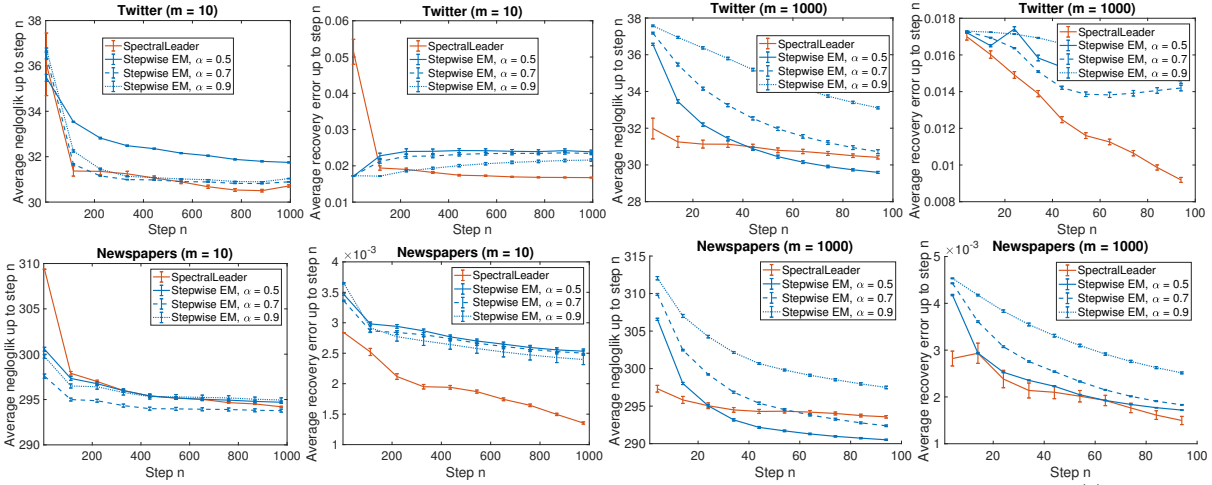 Twitter (m = 10)
Average negloglik up to step n
38
36
34
32
30
200
400
600
800
1000
Step n
SpectralLeader
Stepwise EM, α = 0.5
Stepwise EM, α = 0.7
Stepwise EM, α = 0.9
Twitter (m = 10)
Average recovery error up to step n
0.06
0.05
0.04
0.03
0.02
0.01
200
400
600
800
1000
Step n
SpectralLeader
Stepwise EM, α = 0.5
Stepwise EM, α = 0.7
Stepwise EM, α = 0.9
Twitter (m = 1000)
Average negloglik up to step n
38
36
34
32
30
28
20
40
60
80
100
Step n
SpectralLeader
Stepwise EM, α = 0.5
Stepwise EM, α = 0.7
Stepwise EM, α = 0.9
Twitter (m = 1000)
Average recovery error up to step n
0.018
0.016
0.014
0.012
0.01
0.008
20
40
60
80
100
Step n
SpectralLeader
Stepwise EM, α = 0.5
Stepwise EM, α = 0.7
Stepwise EM, α = 0.9
Newspapers (m = 10)
Average negloglik up to step n
310
305
300
295
290
200
400
600
800
1000
Step n
SpectralLeader
Stepwise EM, α = 0.5
Stepwise EM, α = 0.7
Stepwise EM, α = 0.9
Newspapers (m = 10)
×10⁻³
Average recovery error up to step n
4
3.5
3
2.5
2
1.5
1
200
400
600
800
1000
Step n
SpectralLeader
Stepwise EM, α = 0.5
Stepwise EM, α = 0.7
Stepwise EM, α = 0.9
Newspapers (m = 1000)
Average negloglik up to step n
315
310
305
300
295
290
20
40
60
80
100
Step n
SpectralLeader
Stepwise EM, α = 0.5
Stepwise EM, α = 0.7
Stepwise EM, α = 0.9
Newspapers (m = 1000)
×10⁻³
Average recovery error up to step n
5
4
3
2
1
20
40
60
80
100
Step n
SpectralLeader
Stepwise EM, α = 0.5
Stepwise EM, α = 0.7
Stepwise EM, α = 0.9